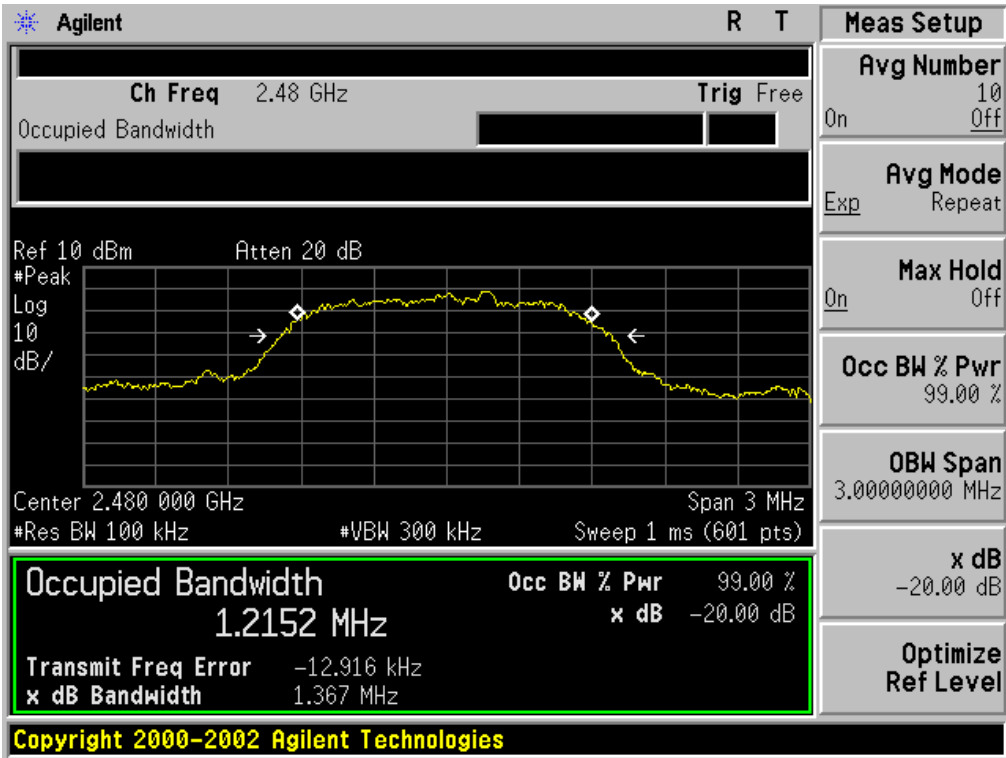 Agilent R T
Ch Freq 2.48 GHz Trig Free
Occupied Bandwidth
Ref 10 dBm Atten 20 dB
#Peak
Log
10
dB/
Center 2.480 000 GHz Span 3 MHz
#Res BW 100 kHz #VBW 300 kHz Sweep 1 ms (601 pts)
Occupied Bandwidth Occ BW % Pwr 99.00 %
1.2152 MHz x dB -20.00 dB
Transmit Freq Error -12.916 kHz
x dB Bandwidth 1.367 MHz
Copyright 2000-2002 Agilent Technologies
Meas Setup
Avg Number
10
On Off
Avg Mode
Exp Repeat
Max Hold
On Off
Occ BW % Pwr
99.00 %
OBW Span
3.00000000 MHz
x dB
-20.00 dB
Optimize
Ref Level